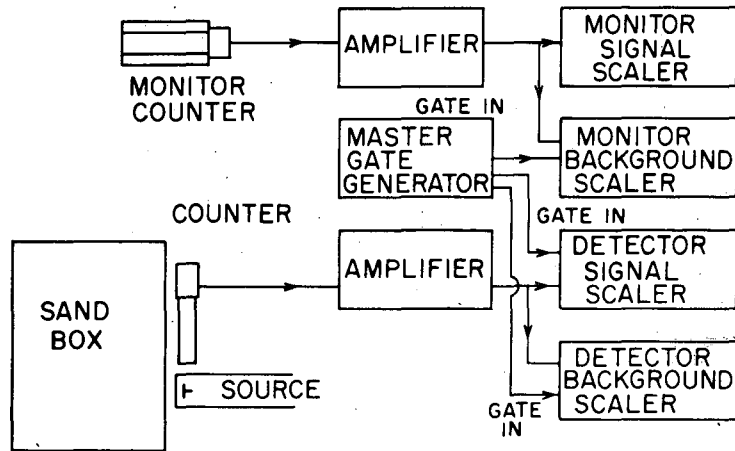 MONITOR
COUNTER
AMPLIFIER
MONITOR
SIGNAL
SCALER
GATE IN
MASTER
GATE
GENERATOR
MONITOR
BACKGROUND
SCALER
GATE IN
COUNTER
AMPLIFIER
DETECTOR
SIGNAL
SCALER
SAND
BOX
SOURCE
DETECTOR
BACKGROUND
SCALER
GATE
IN